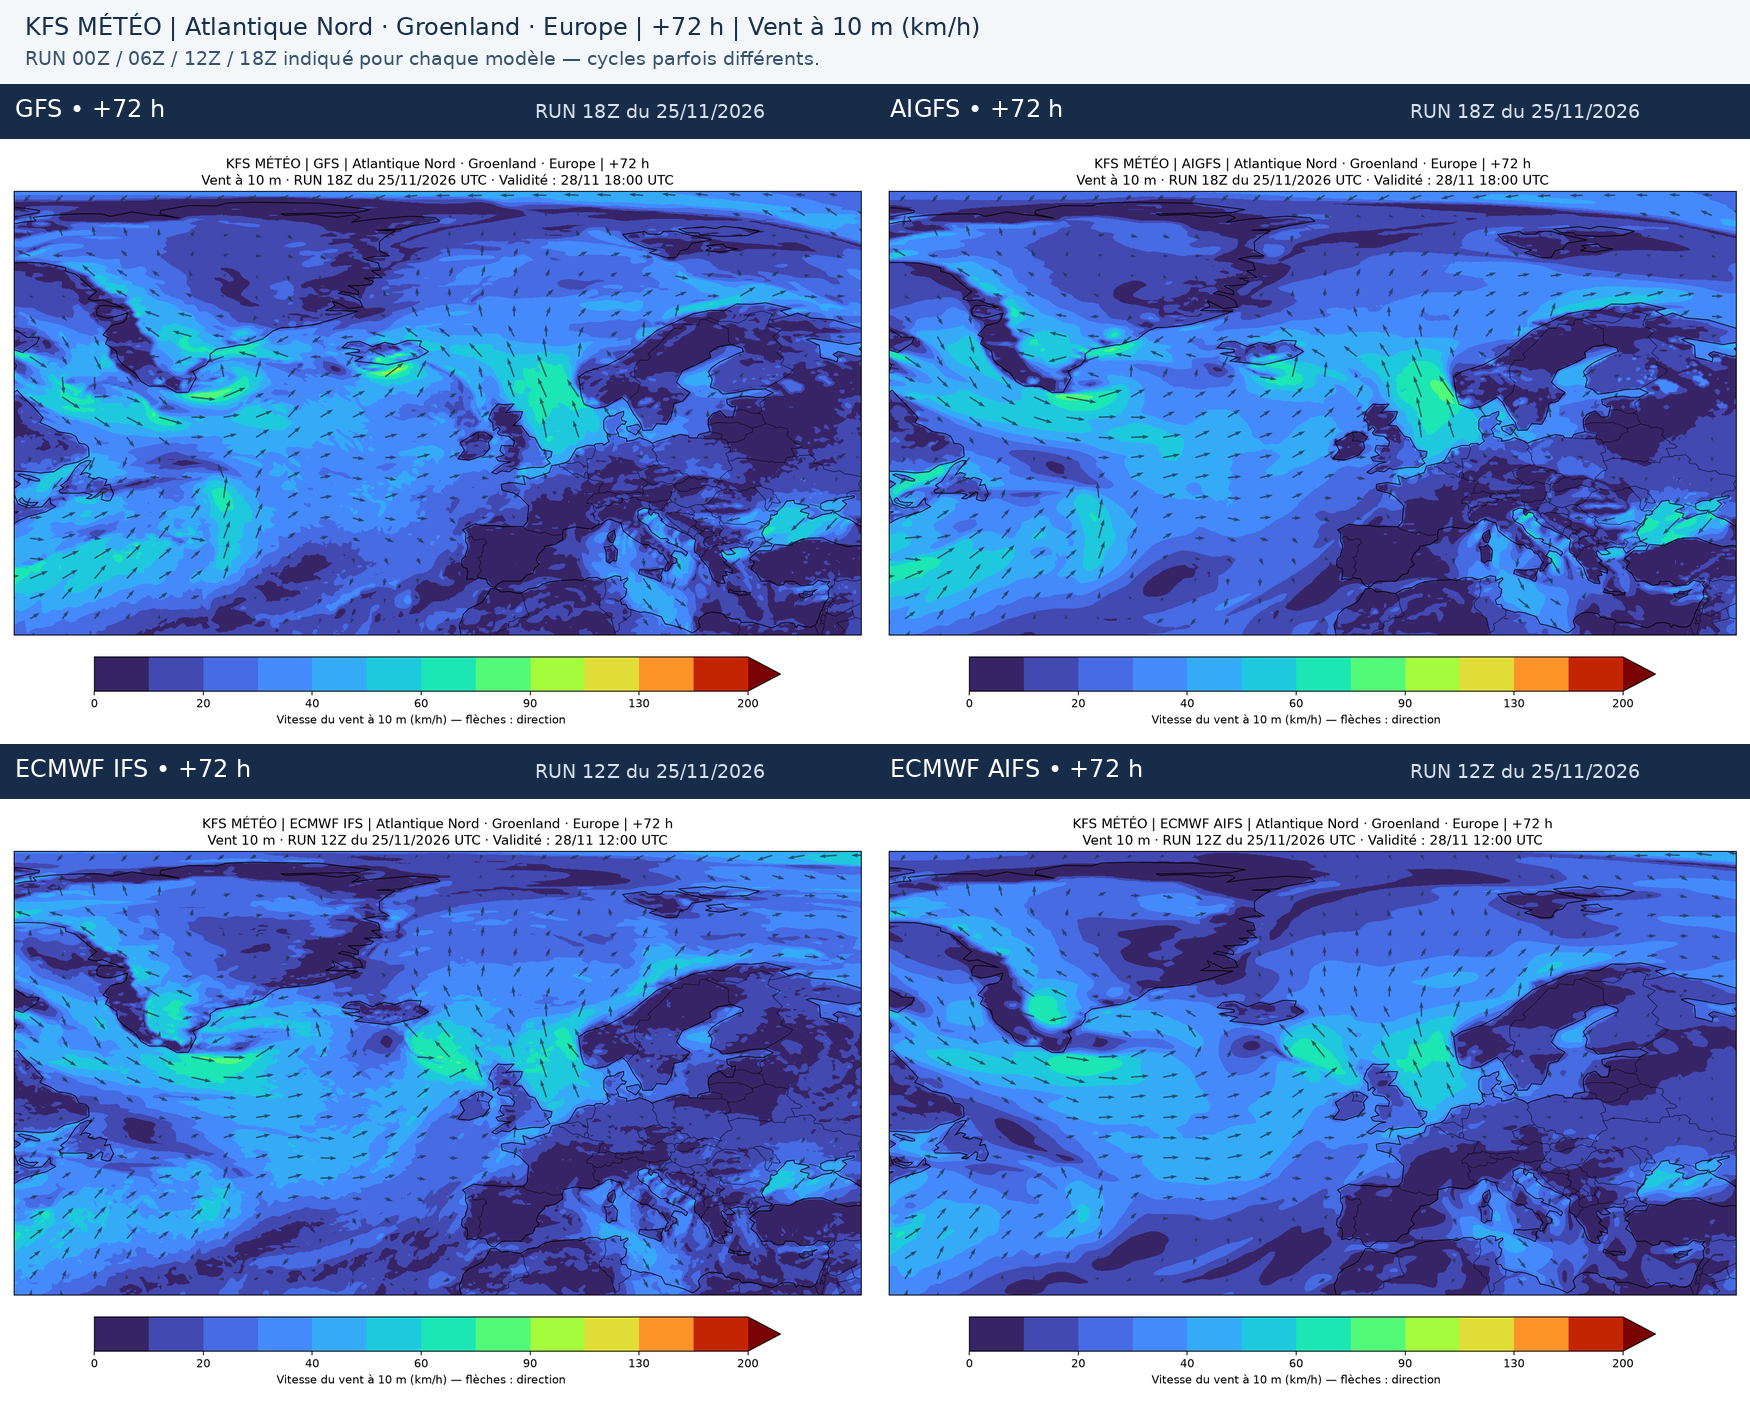 KFS MÉTÉO | Atlantique Nord · Groenland · Europe | +72 h | Vent à 10 m (km/h)
RUN 00Z / 06Z / 12Z / 18Z indiqué pour chaque modèle — cycles parfois différents.
GFS • +72 h
RUN 18Z du 25/11/2026
KFS MÉTÉO | GFS | Atlantique Nord · Groenland · Europe | +72 h
Vent à 10 m · RUN 18Z du 25/11/2026 UTC · Validité : 28/11 18:00 UTC
0 20 40 60 90 130 200
Vitesse du vent à 10 m (km/h) — flèches : direction
AIGFS • +72 h
RUN 18Z du 25/11/2026
KFS MÉTÉO | AIGFS | Atlantique Nord · Groenland · Europe | +72 h
Vent à 10 m · RUN 18Z du 25/11/2026 UTC · Validité : 28/11 18:00 UTC
0 20 40 60 90 130 200
Vitesse du vent à 10 m (km/h) — flèches : direction
ECMWF IFS • +72 h
RUN 12Z du 25/11/2026
KFS MÉTÉO | ECMWF IFS | Atlantique Nord · Groenland · Europe | +72 h
Vent 10 m · RUN 12Z du 25/11/2026 UTC · Validité : 28/11 12:00 UTC
0 20 40 60 90 130 200
Vitesse du vent à 10 m (km/h) — flèches : direction
ECMWF AIFS • +72 h
RUN 12Z du 25/11/2026
KFS MÉTÉO | ECMWF AIFS | Atlantique Nord · Groenland · Europe | +72 h
Vent 10 m · RUN 12Z du 25/11/2026 UTC · Validité : 28/11 12:00 UTC
0 20 40 60 90 130 200
Vitesse du vent à 10 m (km/h) — flèches : direction